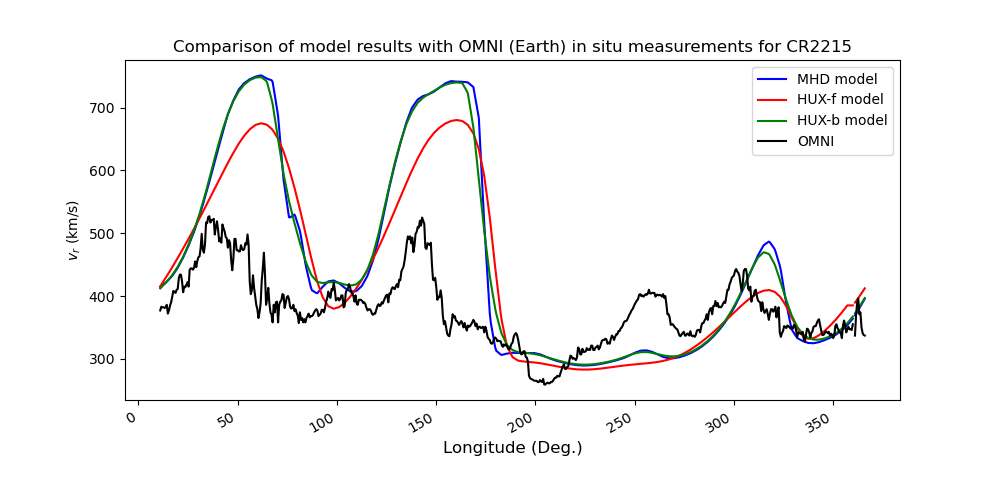 Comparison of model results with OMNI (Earth) in situ measurements for CR2215
MHD model
HUX-f model
HUX-b model
OMNI
700
600
500
400
300
v_r (km/s)
0
50
100
150
200
250
300
350
Longitude (Deg.)